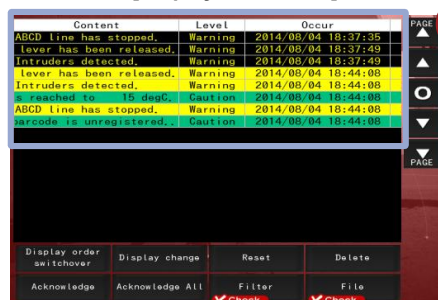 Content Level Occur
ABCD line has stopped. Warning 2014/08/04 18:37:35
lever has been released. Warning 2014/08/04 18:37:49
Intruders detected. Warning 2014/08/04 18:37:49
lever has been released. Warning 2014/08/04 18:44:08
Intruders detected. Warning 2014/08/04 18:44:08
s reached to 15 degC. Caution 2014/08/04 18:44:08
ABCD line has stopped. Warning 2014/08/04 18:44:08
barcode is unregistered.. Caution 2014/08/04 18:44:08
PAGE
PAGE
Display order switchover
Display change
Reset
Delete
Acknowledge
Acknowledge All
Filter
File
Check
Check